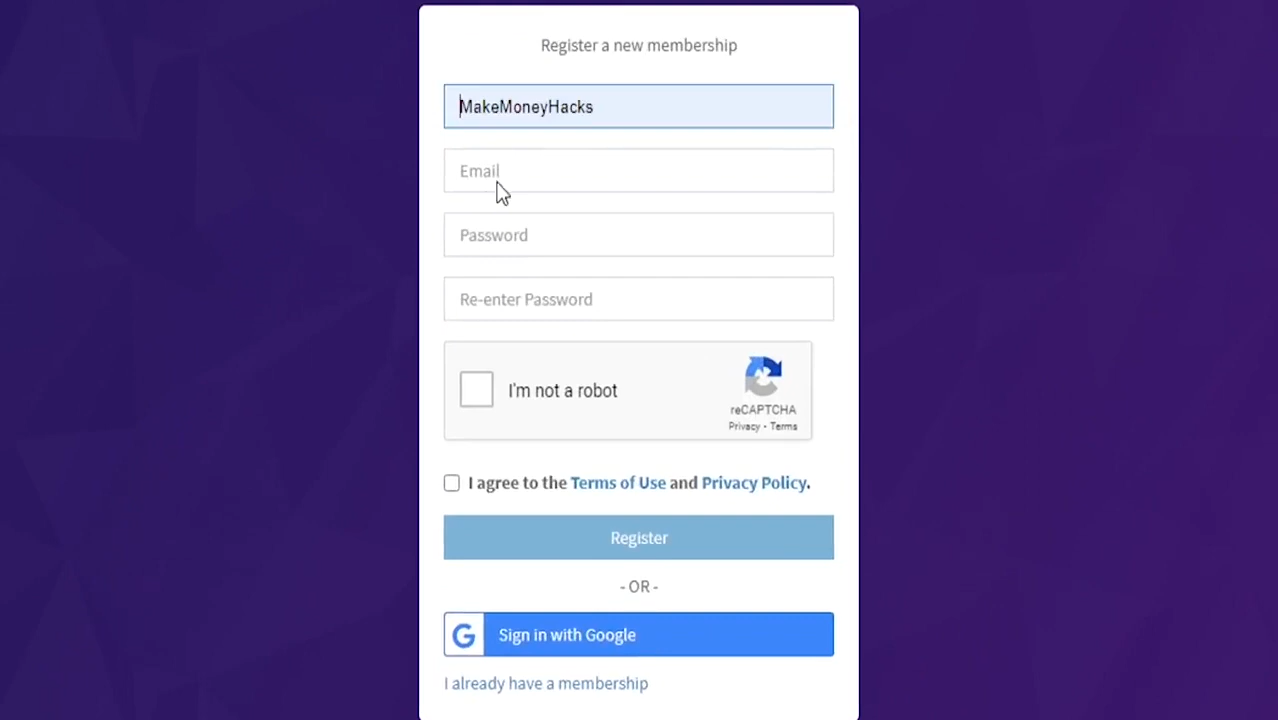 Register a new membership
MakeMoneyHacks
Email
Password
Re-enter Password
I'm not a robot
reCAPTCHA
Privacy - Terms
I agree to the Terms of Use and Privacy Policy.
Register
- OR -
G Sign in with Google
I already have a membership